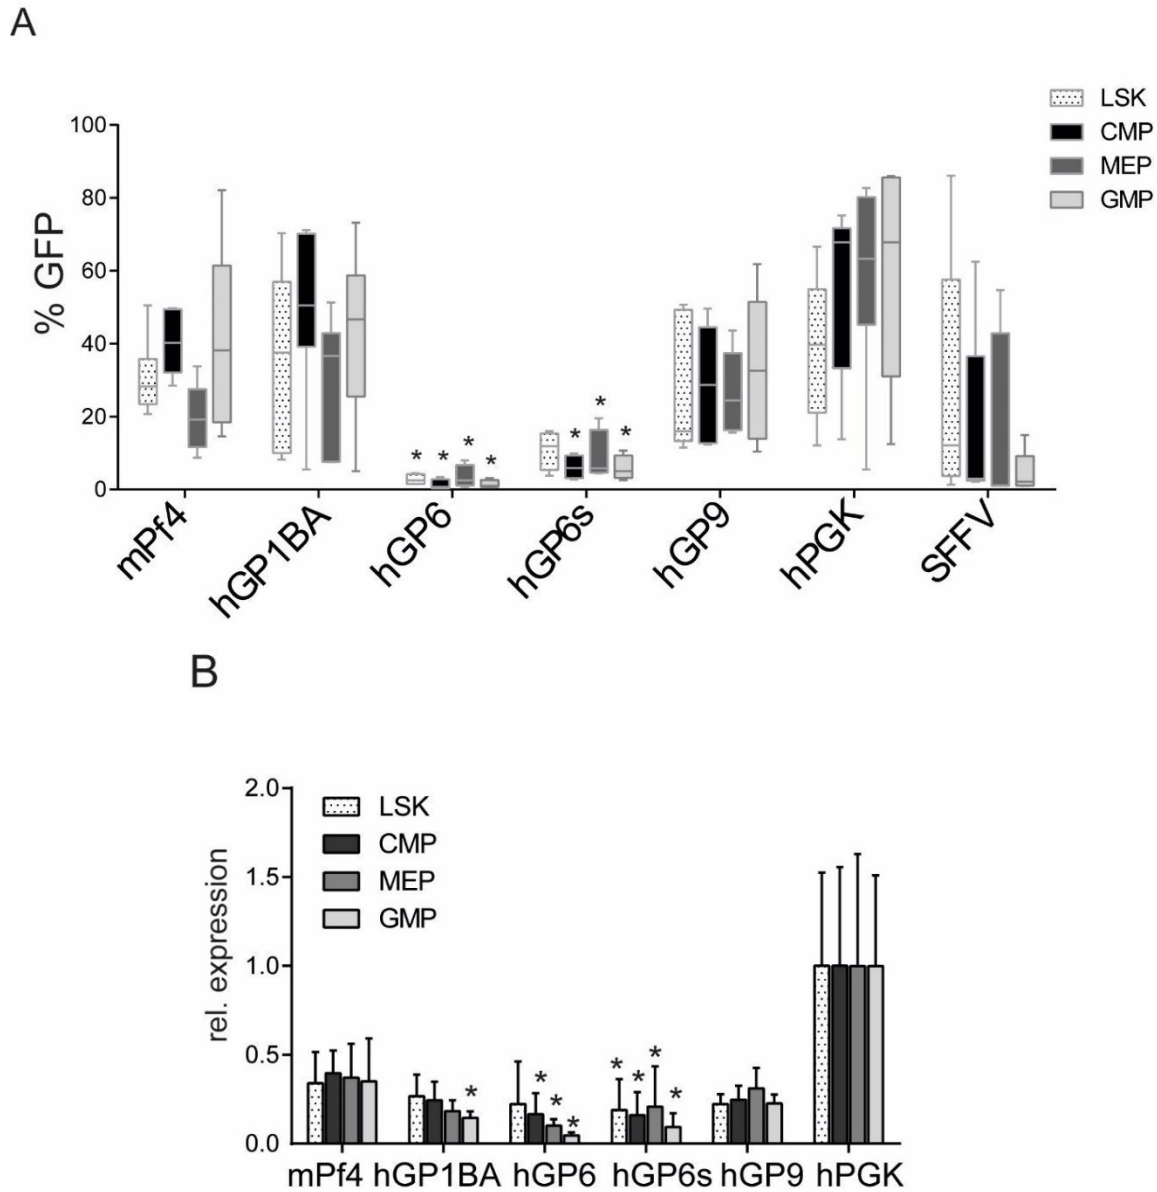 A
LSK
CMP
MEP
GMP
% GFP
100
80
60
40
20
0
* * * *
* * *
mPf4 hGP1BA hGP6 hGP6s hGP9 hPGK SFFV
B
LSK
CMP
MEP
GMP
rel. expression
2.0
1.5
1.0
0.5
0.0
* * * * * * * *
mPf4 hGP1BA hGP6 hGP6s hGP9 hPGK